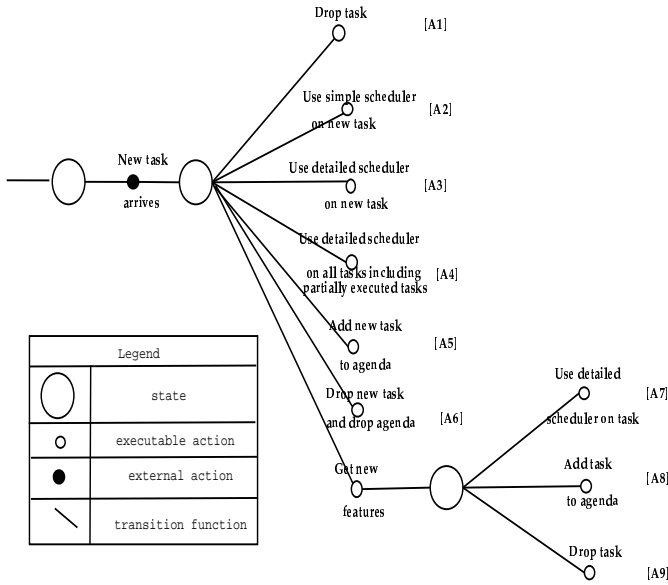 Drop task
[A1]
Use simple scheduler
[A2]
on new task
New task
arrives
Use detailed scheduler
[A3]
on new task
Use detailed scheduler
on all tasks including
[A4]
partially executed tasks
Add new task
[A5]
to agenda
Drop new task
and drop agenda
[A6]
Get new
features
Use detailed
[A7]
scheduler on task
Add task
[A8]
to agenda
Drop task
[A9]
Legend
state
executable action
external action
transition function